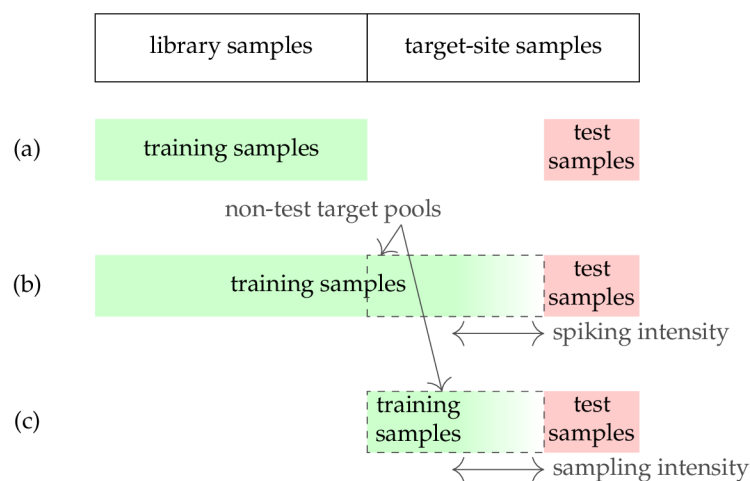 library samples
target-site samples
(a)
training samples
test
samples
non-test target pools
(b)
training samples
test
samples
spiking intensity
(c)
training
samples
test
samples
sampling intensity